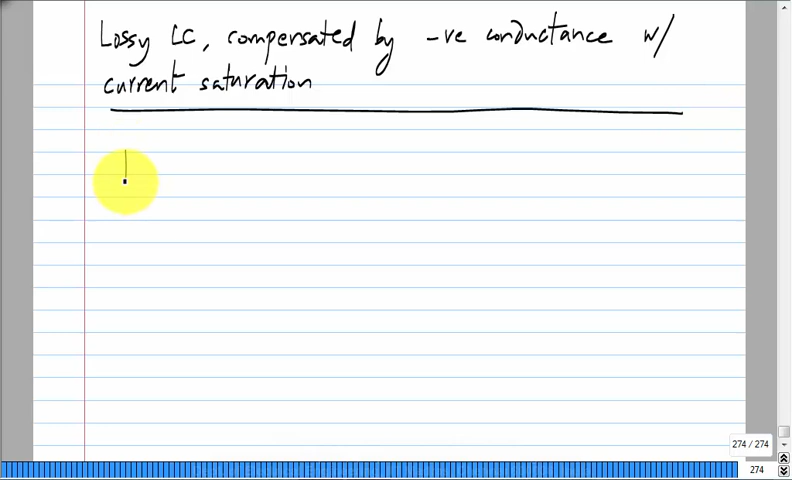 Lossy LC, compensated by -ve conductance w/
current saturation
274 / 274
274